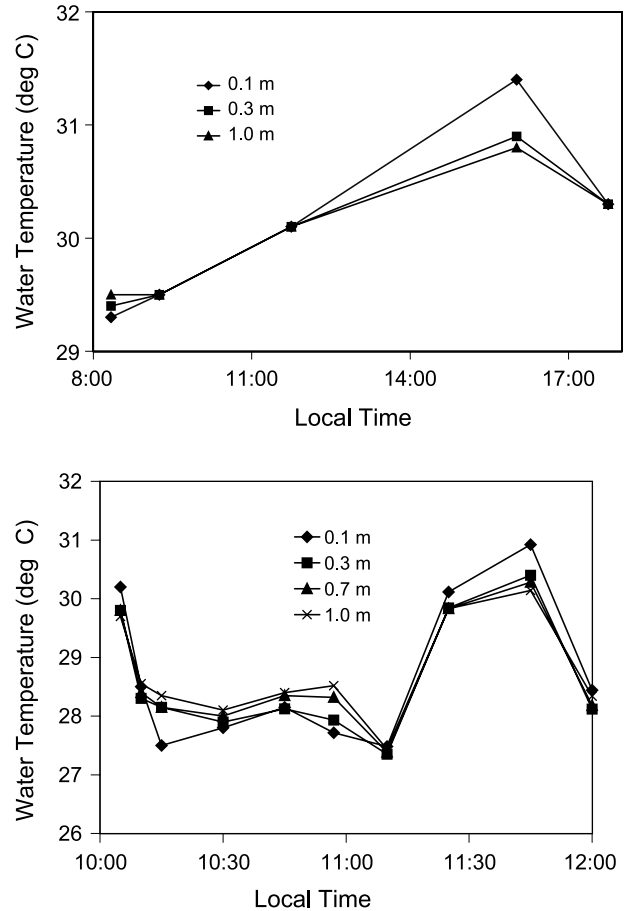 32
31
30
29
Water Temperature (deg C)
0.1 m
0.3 m
1.0 m
8:00 11:00 14:00 17:00
Local Time
32
31
30
29
28
27
26
Water Temperature (deg C)
0.1 m
0.3 m
0.7 m
1.0 m
10:00 10:30 11:00 11:30 12:00
Local Time